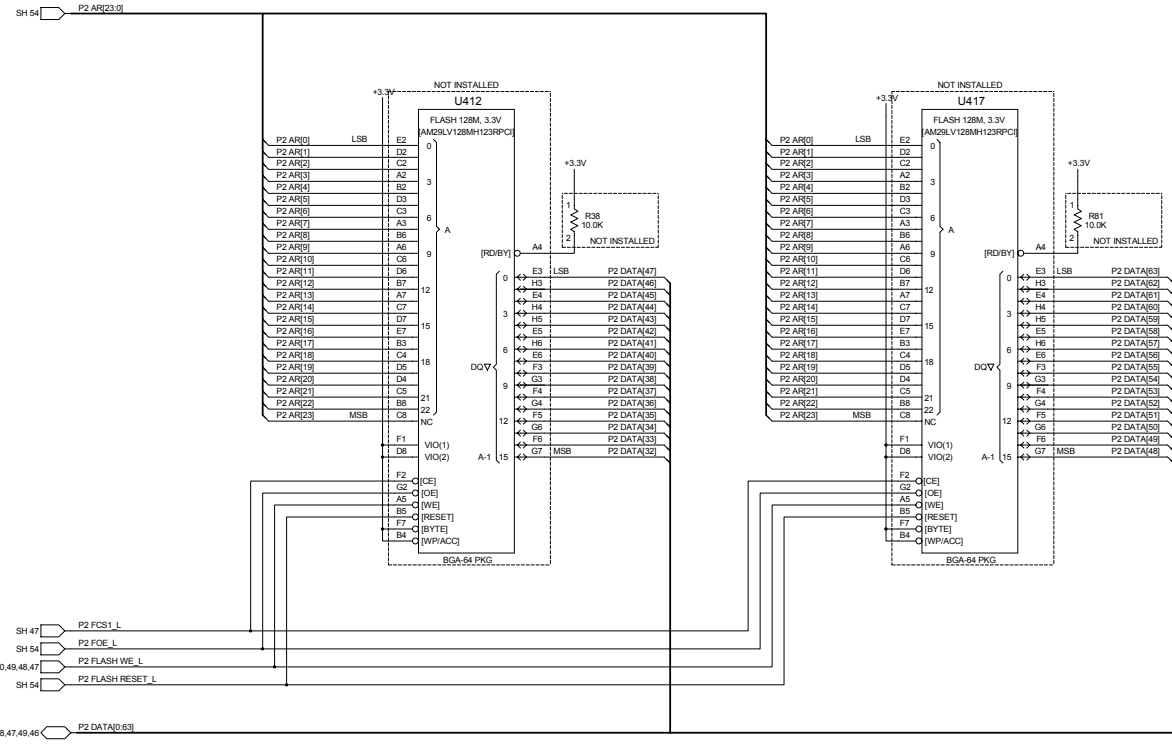 SH 54 P2 AR[23:0]
NOT INSTALLED
+3.3V
U412
FLASH 128M, 3.3V
[AM29LV128MH123RPCI]
P2 AR[0] LSB E2 0
P2 AR[1] D2
P2 AR[2] C2
P2 AR[3] A2 3
P2 AR[4] B2
P2 AR[5] D3
P2 AR[6] C3 6
P2 AR[7] A3 A
P2 AR[8] B6
P2 AR[9] A6 9
P2 AR[10] C6
P2 AR[11] D6
P2 AR[12] B7 12
P2 AR[13] A7
P2 AR[14] C7
P2 AR[15] D7 15
P2 AR[16] E7
P2 AR[17] B3
P2 AR[18] C4 18
P2 AR[19] D5
P2 AR[20] D4
P2 AR[21] C5 21
P2 AR[22] B8 22
P2 AR[23] MSB C8 NC
F1 VIO(1)
D8 VIO(2)
F2 [CE]
G2 [OE]
A5 [WE]
B5 [RESET]
F7 [BYTE]
B4 [WP/ACC]
BGA-64 PKG
+3.3V
1
R38
10.0K
2
NOT INSTALLED
[RD/BY] A4
0 E3 LSB P2 DATA[47]
H3 P2 DATA[46]
E4 P2 DATA[45]
3 H4 P2 DATA[44]
H5 P2 DATA[43]
E5 P2 DATA[42]
6 H6 P2 DATA[41]
E6 P2 DATA[40]
DQ F3 P2 DATA[39]
9 G3 P2 DATA[38]
F4 P2 DATA[37]
G4 P2 DATA[36]
12 F5 P2 DATA[35]
G6 P2 DATA[34]
F6 P2 DATA[33]
A-1 15 G7 MSB P2 DATA[32]
NOT INSTALLED
+3.3V
U417
FLASH 128M, 3.3V
[AM29LV128MH123RPCI]
P2 AR[0] LSB E2 0
P2 AR[1] D2
P2 AR[2] C2
P2 AR[3] A2 3
P2 AR[4] B2
P2 AR[5] D3
P2 AR[6] C3 6
P2 AR[7] A3 A
P2 AR[8] B6
P2 AR[9] A6 9
P2 AR[10] C6
P2 AR[11] D6
P2 AR[12] B7 12
P2 AR[13] A7
P2 AR[14] C7
P2 AR[15] D7 15
P2 AR[16] E7
P2 AR[17] B3
P2 AR[18] C4 18
P2 AR[19] D5
P2 AR[20] D4
P2 AR[21] C5 21
P2 AR[22] B8 22
P2 AR[23] MSB C8 NC
F1 VIO(1)
D8 VIO(2)
F2 [CE]
G2 [OE]
A5 [WE]
B5 [RESET]
F7 [BYTE]
B4 [WP/ACC]
BGA-64 PKG
+3.3V
1
R81
10.0K
2
NOT INSTALLED
[RD/BY] A4
0 E3 LSB P2 DATA[63]
H3 P2 DATA[62]
E4 P2 DATA[61]
3 H4 P2 DATA[60]
H5 P2 DATA[59]
E5 P2 DATA[58]
6 H6 P2 DATA[57]
E6 P2 DATA[56]
DQ F3 P2 DATA[55]
9 G3 P2 DATA[54]
F4 P2 DATA[53]
G4 P2 DATA[52]
12 F5 P2 DATA[51]
G6 P2 DATA[50]
F6 P2 DATA[49]
A-1 15 G7 MSB P2 DATA[48]
SH 47 P2 FCS1_L
SH 54 P2 FOE_L
0,49,48,47 P2 FLASH WE_L
SH 54 P2 FLASH RESET_L
8,47,49,46 P2 DATA[0:63]